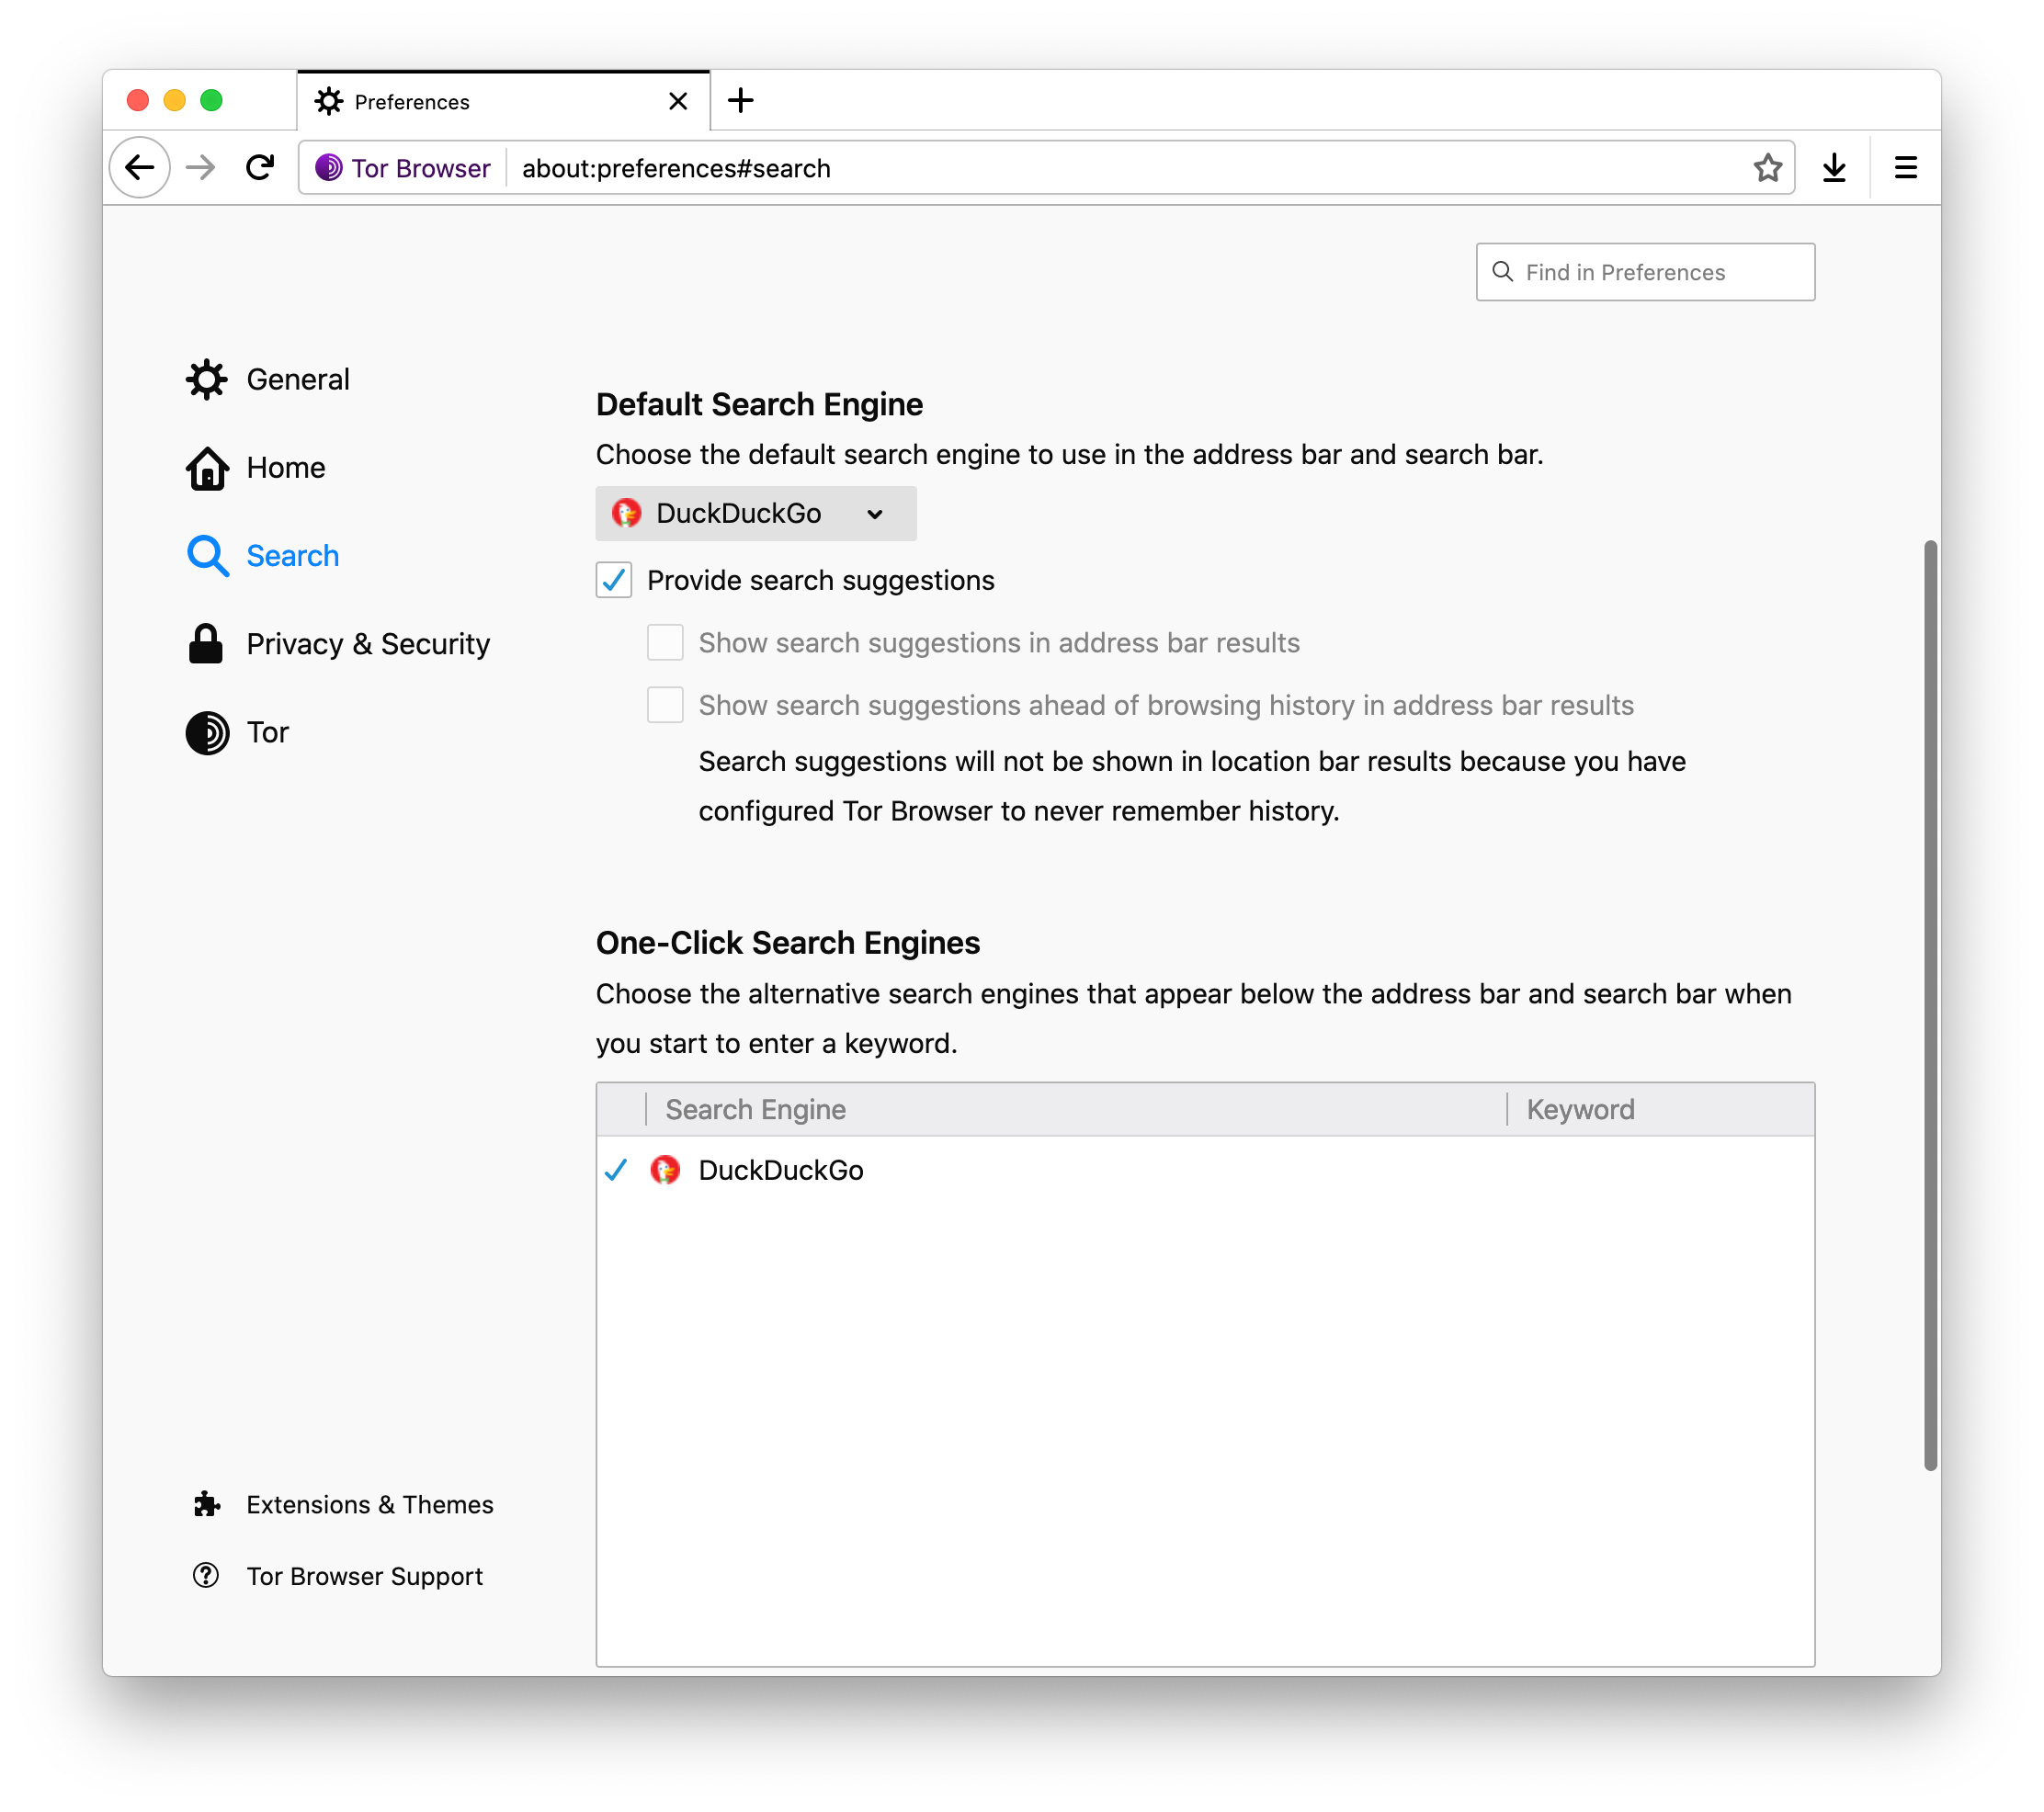 Preferences
Tor Browser
about:preferences#search
Find in Preferences
General
Home
Search
Privacy & Security
Tor
Extensions & Themes
Tor Browser Support
Default Search Engine
Choose the default search engine to use in the address bar and search bar.
DuckDuckGo
Provide search suggestions
Show search suggestions in address bar results
Show search suggestions ahead of browsing history in address bar results
Search suggestions will not be shown in location bar results because you have
configured Tor Browser to never remember history.
One-Click Search Engines
Choose the alternative search engines that appear below the address bar and search bar when
you start to enter a keyword.
Search Engine Keyword
DuckDuckGo